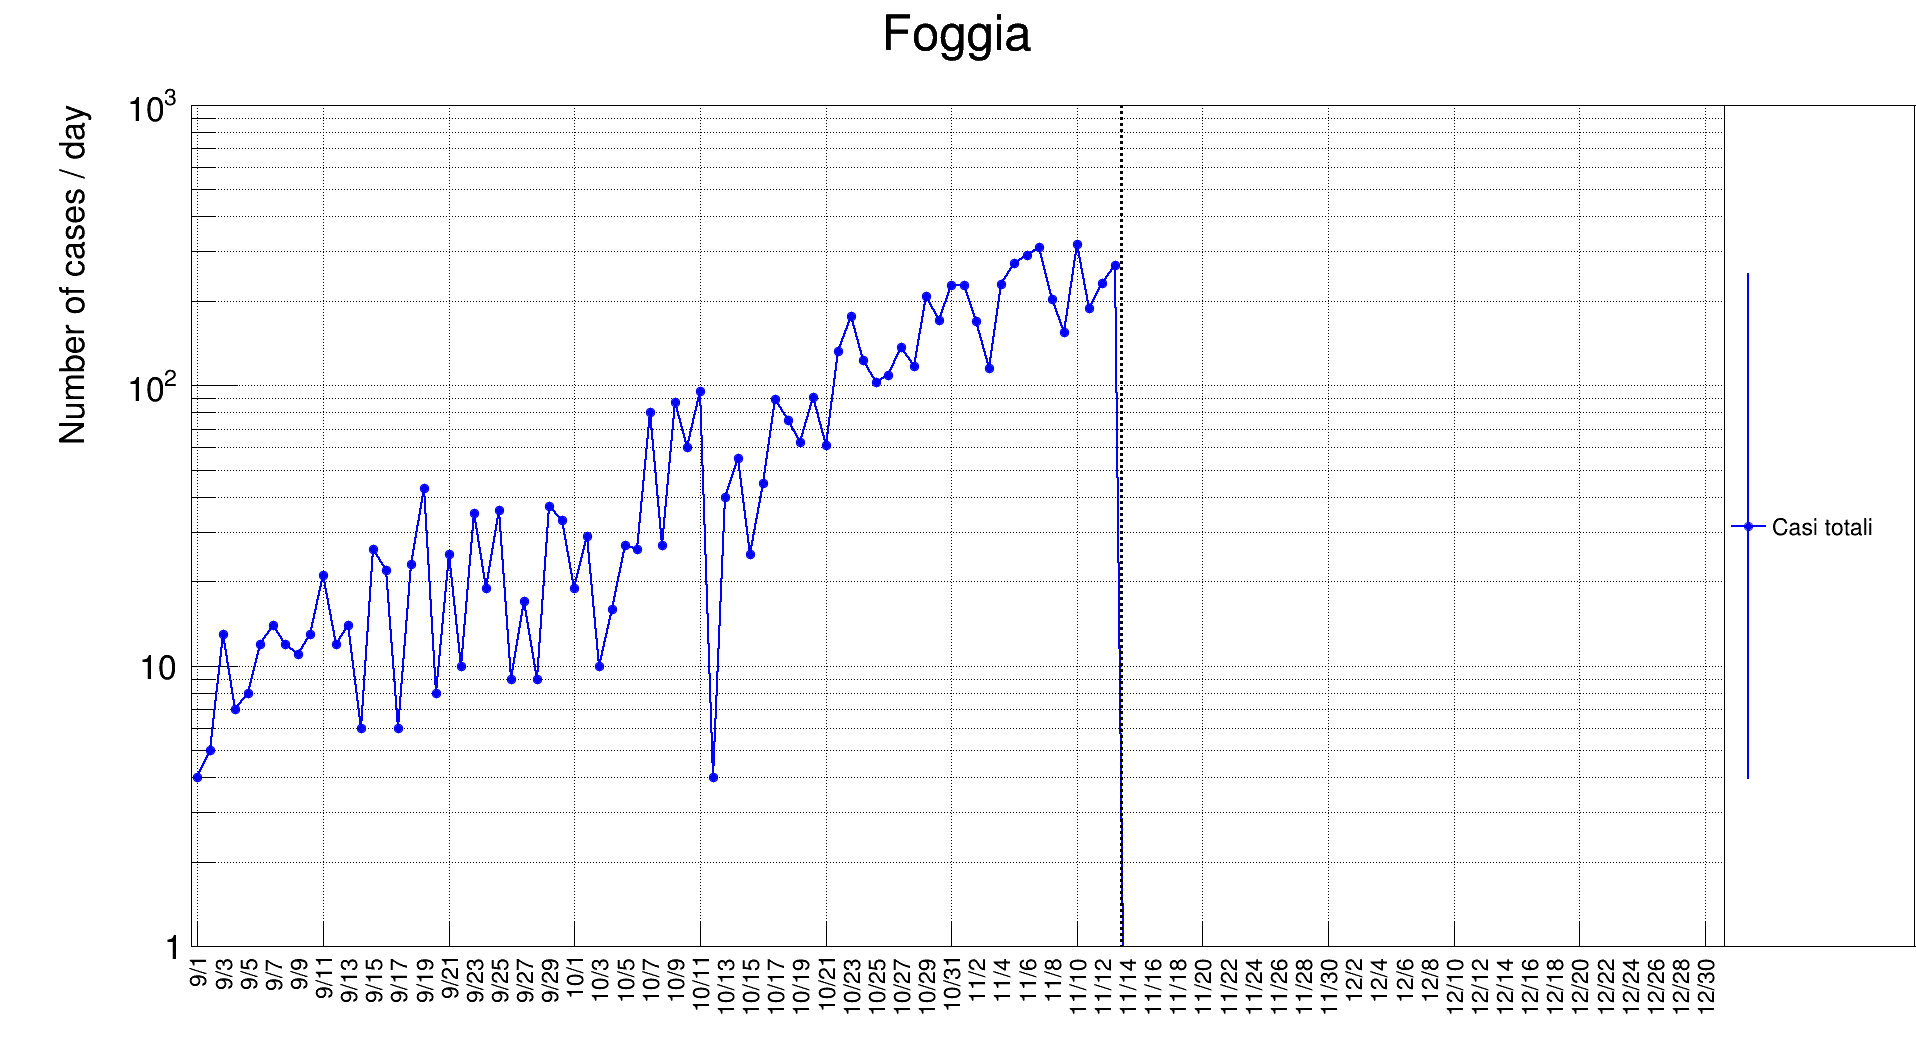 Foggia
Number of cases / day
10³
10²
10
1
9/1 9/3 9/5 9/7 9/9 9/11 9/13 9/15 9/17 9/19 9/21 9/23 9/25 9/27 9/29 10/1 10/3 10/5 10/7 10/9 10/11 10/13 10/15 10/17 10/19 10/21 10/23 10/25 10/27 10/29 10/31 11/2 11/4 11/6 11/8 11/10 11/12 11/14 11/16 11/18 11/20 11/22 11/24 11/26 11/28 11/30 12/2 12/4 12/6 12/8 12/10 12/12 12/14 12/16 12/18 12/20 12/22 12/24 12/26 12/28 12/30
Casi totali